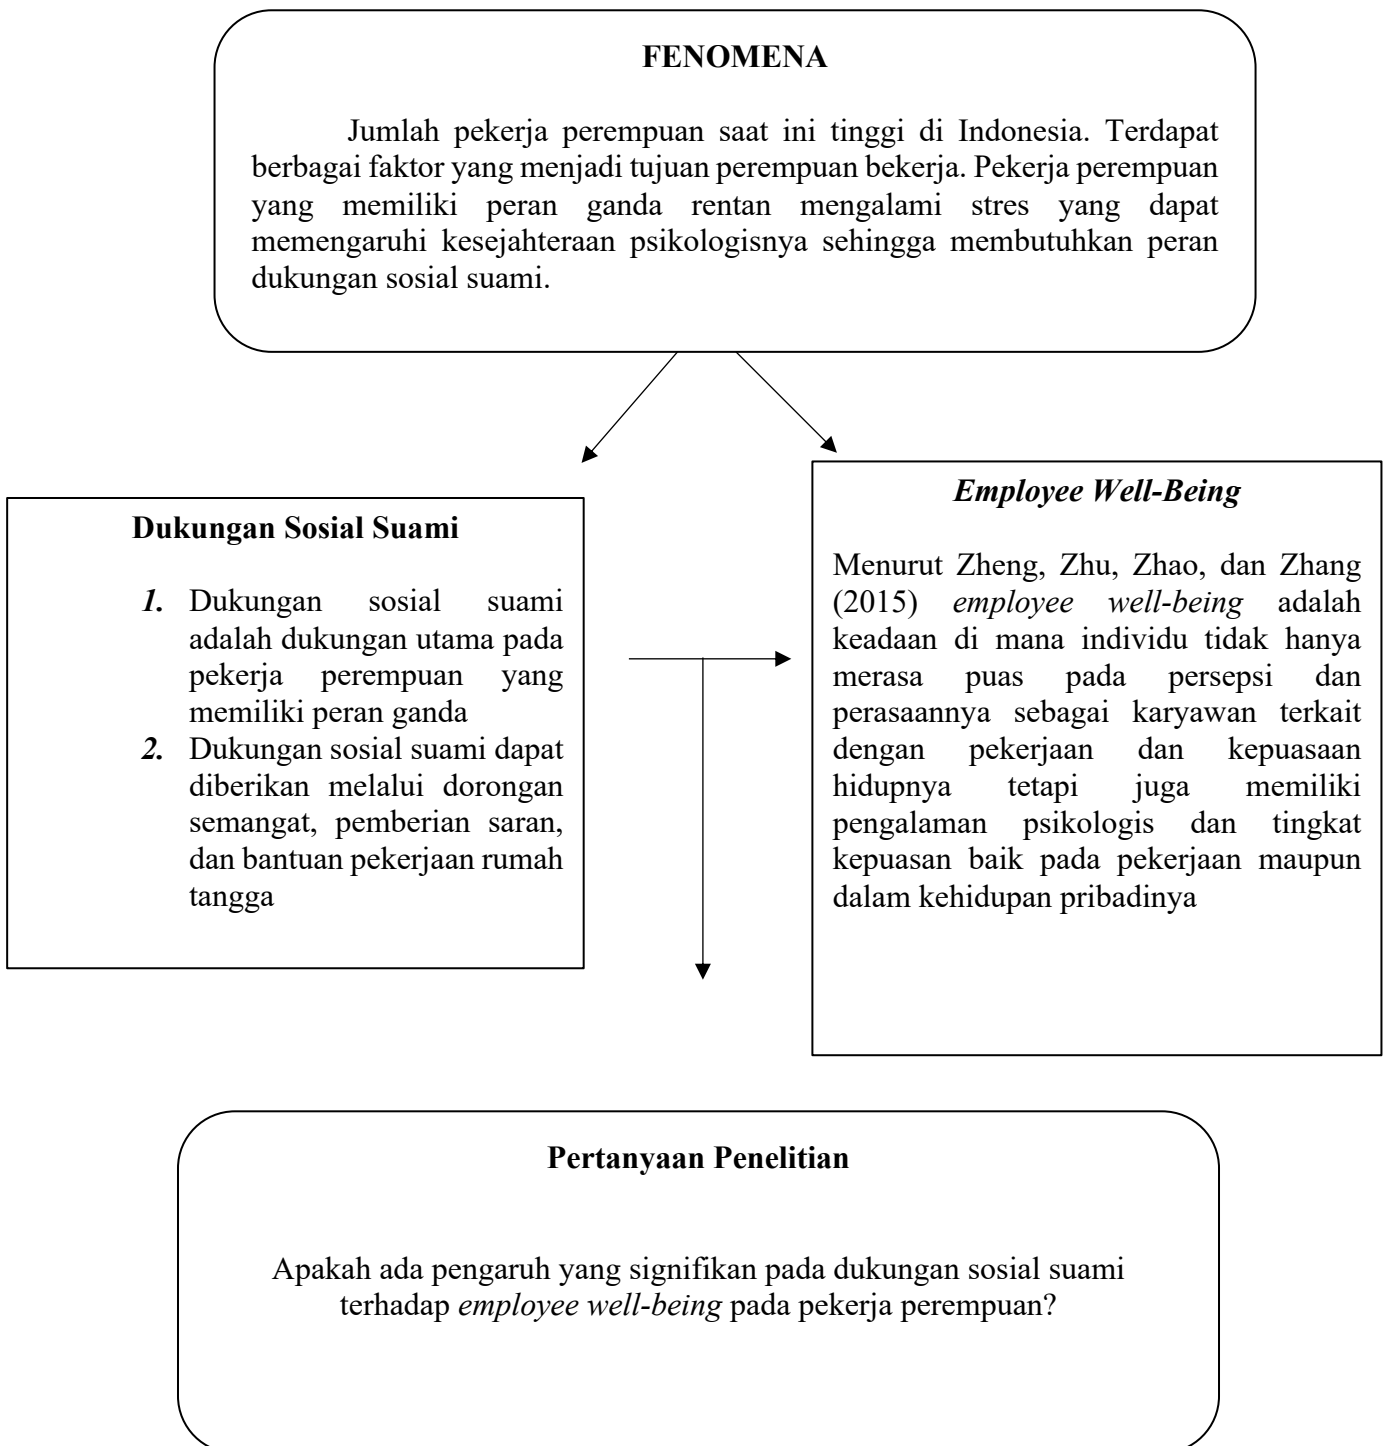 FENOMENA
Jumlah pekerja perempuan saat ini tinggi di Indonesia. Terdapat
berbagai faktor yang menjadi tujuan perempuan bekerja. Pekerja perempuan
yang memiliki peran ganda rentan mengalami stres yang dapat
memengaruhi kesejahteraan psikologisnya sehingga membutuhkan peran
dukungan sosial suami.
Dukungan Sosial Suami
1. Dukungan sosial suami
adalah dukungan utama pada
pekerja perempuan yang
memiliki peran ganda
2. Dukungan sosial suami dapat
diberikan melalui dorongan
semangat, pemberian saran,
dan bantuan pekerjaan rumah
tangga
Employee Well-Being
Menurut Zheng, Zhu, Zhao, dan Zhang
(2015) employee well-being adalah
keadaan di mana individu tidak hanya
merasa puas pada persepsi dan
perasaannya sebagai karyawan terkait
dengan pekerjaan dan kepuasaan
hidupnya tetapi juga memiliki
pengalaman psikologis dan tingkat
kepuasan baik pada pekerjaan maupun
dalam kehidupan pribadinya
Pertanyaan Penelitian
Apakah ada pengaruh yang signifikan pada dukungan sosial suami
terhadap employee well-being pada pekerja perempuan?